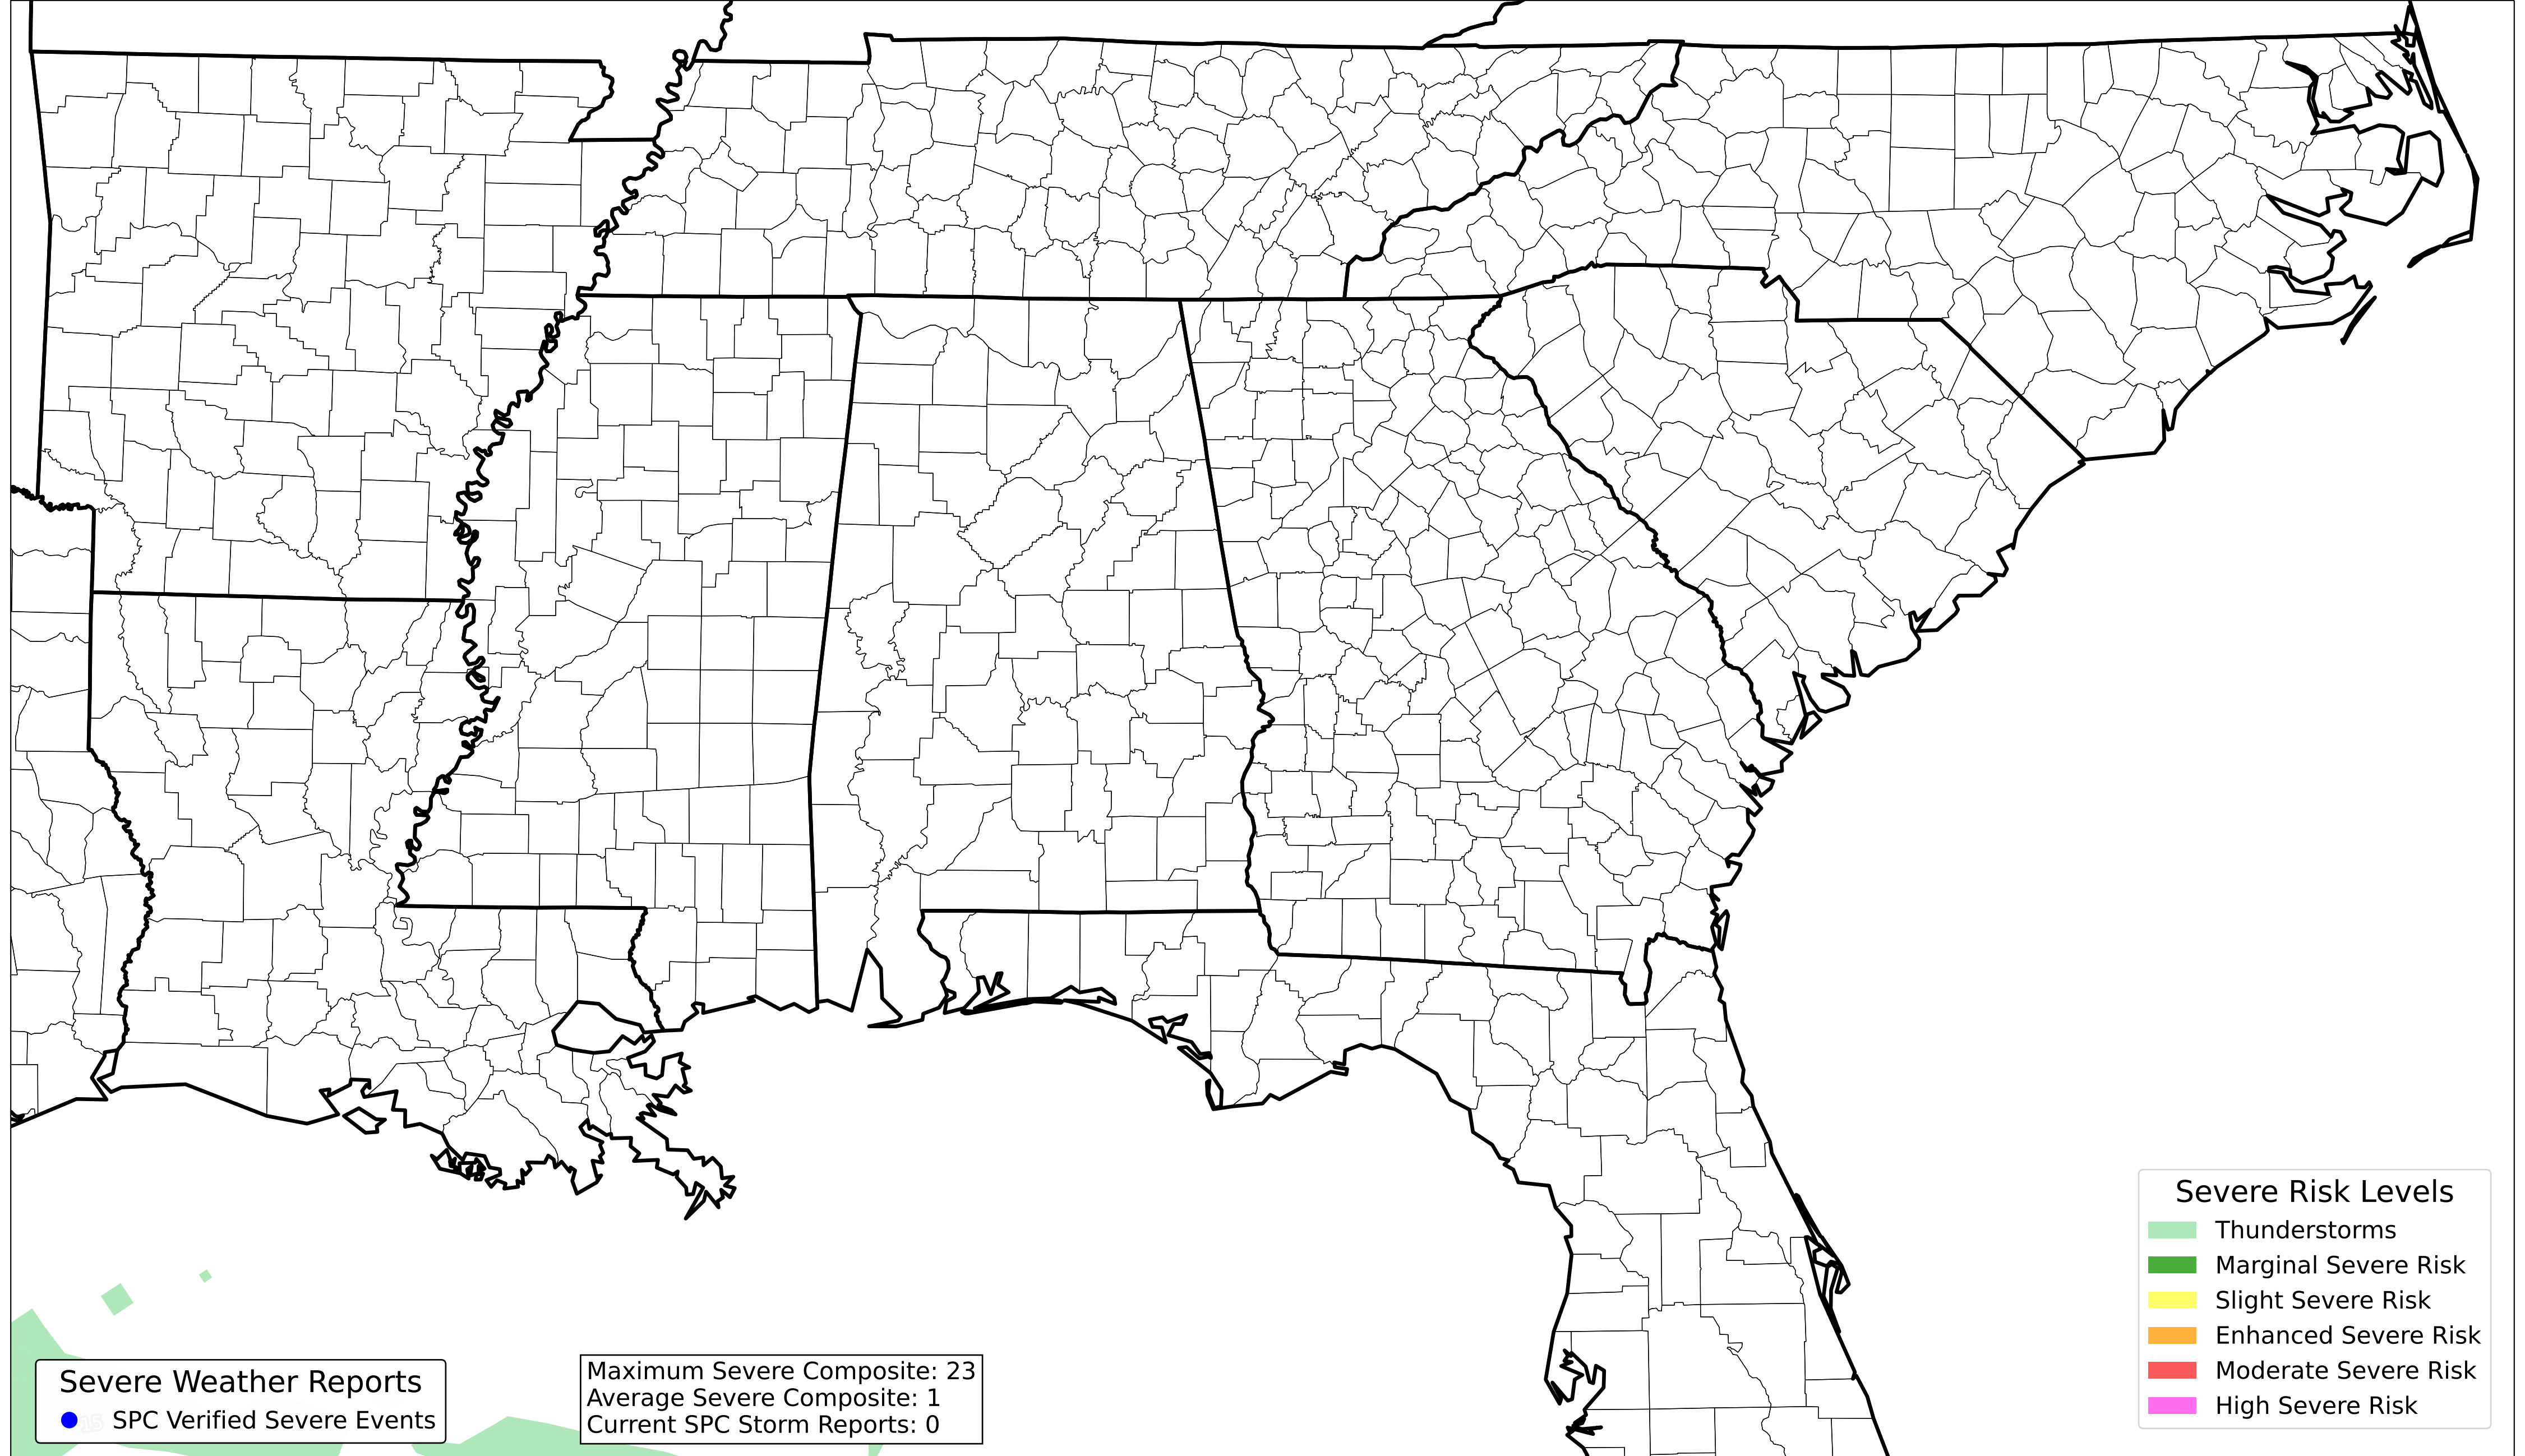 Severe Risk Levels
Thunderstorms
Marginal Severe Risk
Slight Severe Risk
Enhanced Severe Risk
Moderate Severe Risk
High Severe Risk
Severe Weather Reports
SPC Verified Severe Events
Maximum Severe Composite: 23
Average Severe Composite: 1
Current SPC Storm Reports: 0